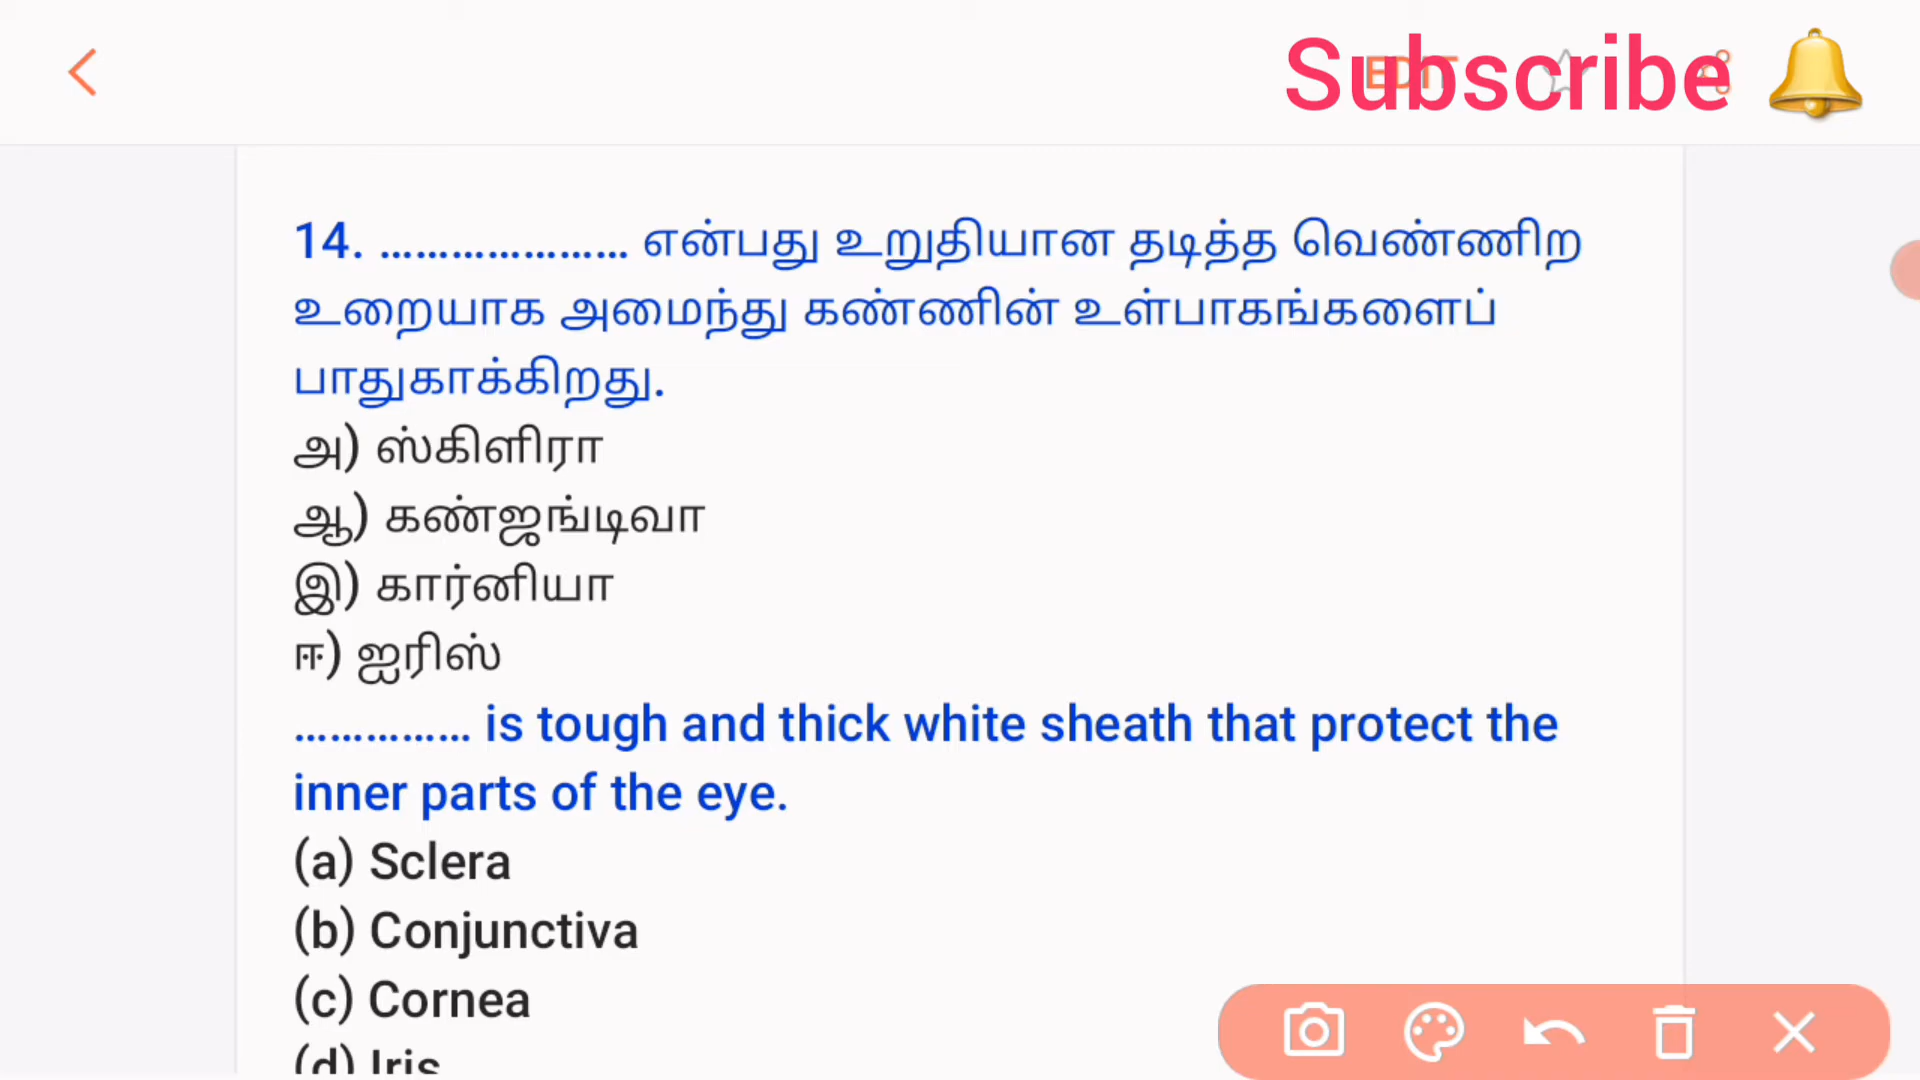 Subscribe 🔔
EDIT
14. ..................... என்பது உறுதியான தடித்த வெண்ணிற
உறையாக அமைந்து கண்ணின் உள்பாகங்களைப்
பாதுகாக்கிறது.
அ) ஸ்கிளிரா
ஆ) கண்ஜங்டிவா
இ) கார்னியா
ஈ) ஐரிஸ்
............... is tough and thick white sheath that protect the
inner parts of the eye.
(a) Sclera
(b) Conjunctiva
(c) Cornea
(d) Iris